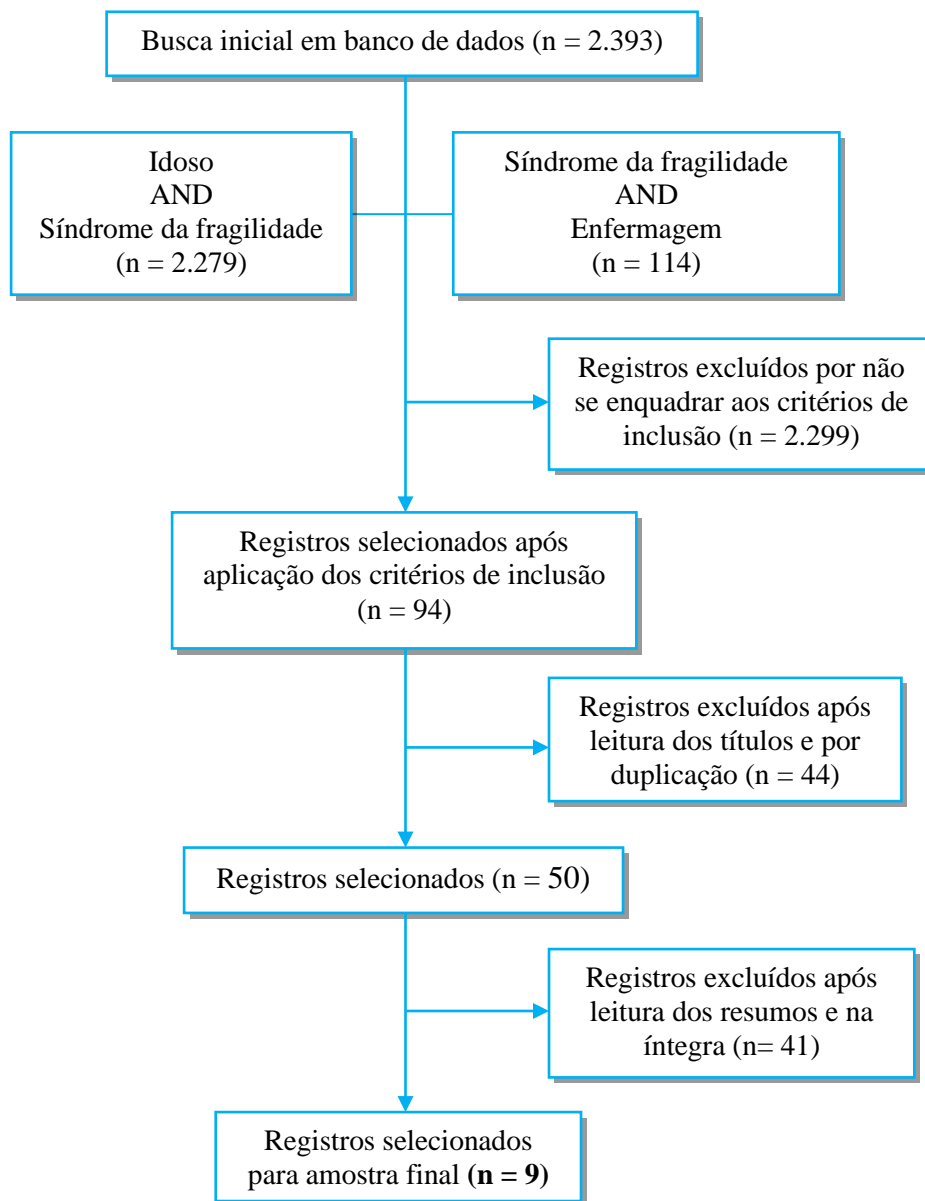 Busca inicial em banco de dados (n = 2.393)
Idoso
AND
Síndrome da fragilidade
(n = 2.279)
Síndrome da fragilidade
AND
Enfermagem
(n = 114)
Registros excluídos por não
se enquadrar aos critérios de
inclusão (n = 2.299)
Registros selecionados após
aplicação dos critérios de inclusão
(n = 94)
Registros excluídos após
leitura dos títulos e por
duplicação (n = 44)
Registros selecionados (n = 50)
Registros excluídos após
leitura dos resumos e na
íntegra (n= 41)
Registros selecionados
para amostra final (n = 9)